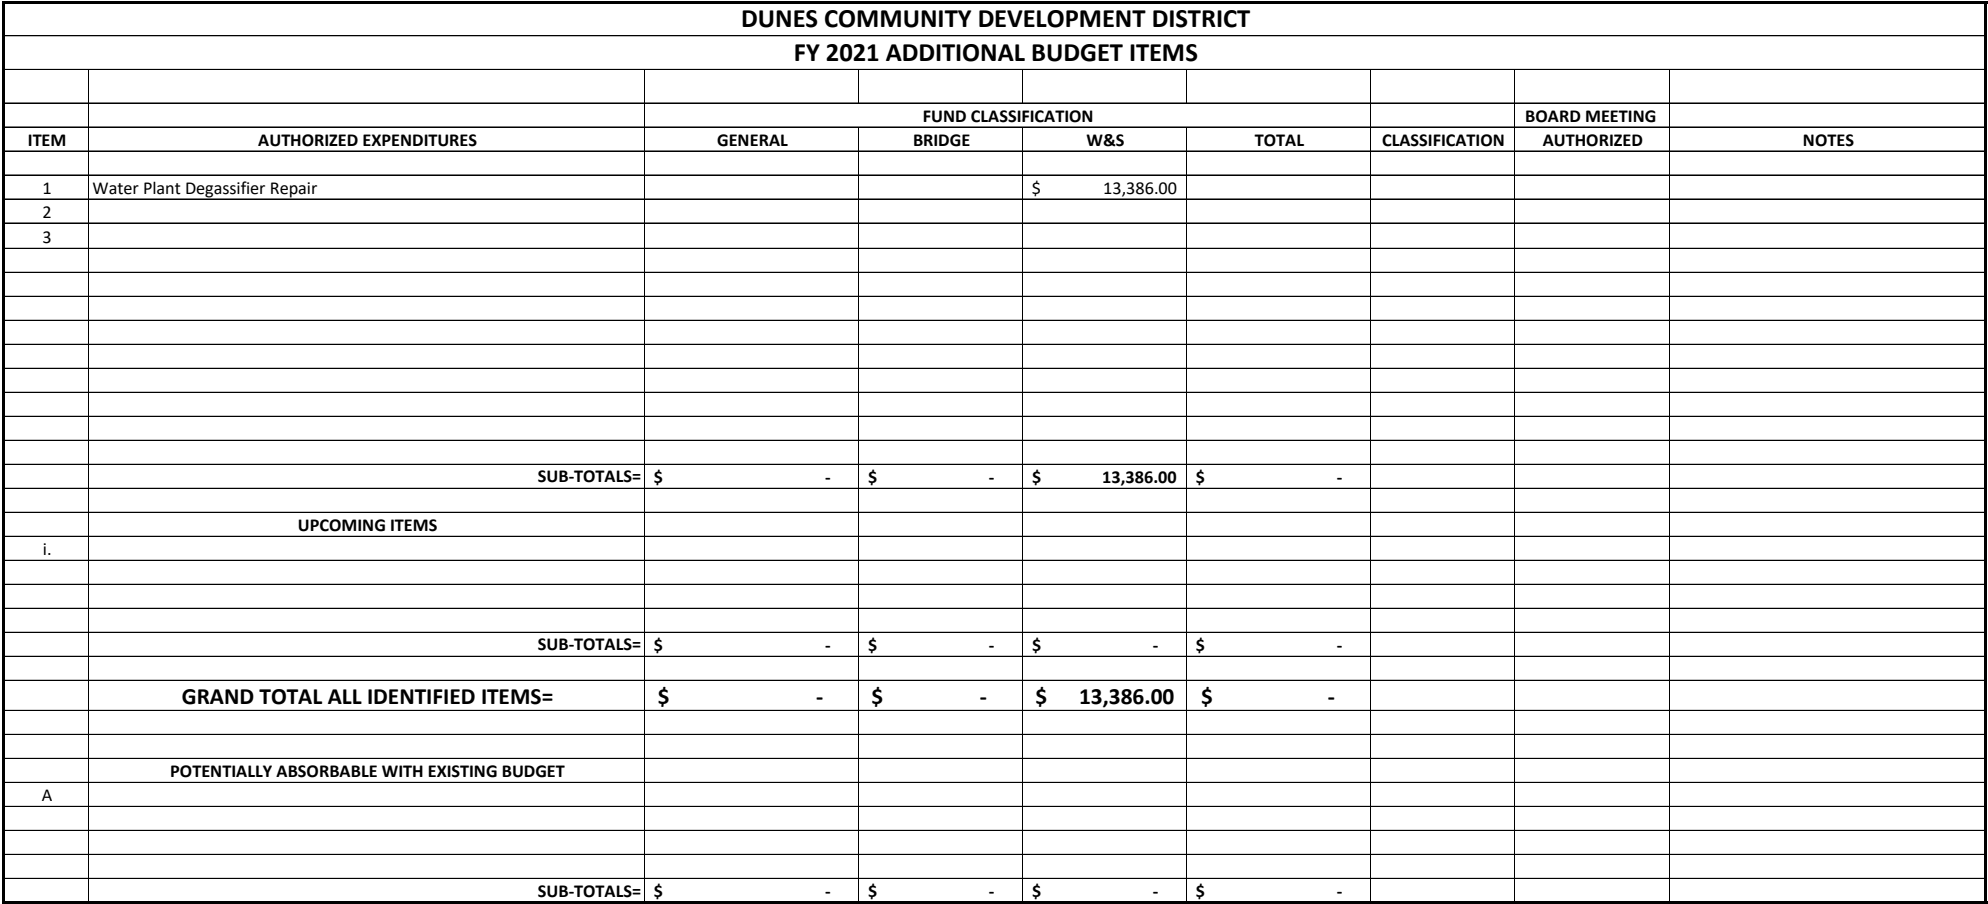 DUNES COMMUNITY DEVELOPMENT DISTRICT
FY 2021 ADDITIONAL BUDGET ITEMS
FUND CLASSIFICATION BOARD MEETING
ITEM AUTHORIZED EXPENDITURES GENERAL BRIDGE W&S TOTAL CLASSIFICATION AUTHORIZED NOTES
1 Water Plant Degassifier Repair $ 13,386.00
2
3
SUB-TOTALS= $ - $ - $ 13,386.00 $ -
UPCOMING ITEMS
i.
SUB-TOTALS= $ - $ - $ - $ -
GRAND TOTAL ALL IDENTIFIED ITEMS= $ - $ - $ 13,386.00 $ -
POTENTIALLY ABSORBABLE WITH EXISTING BUDGET
A
SUB-TOTALS= $ - $ - $ - $ -